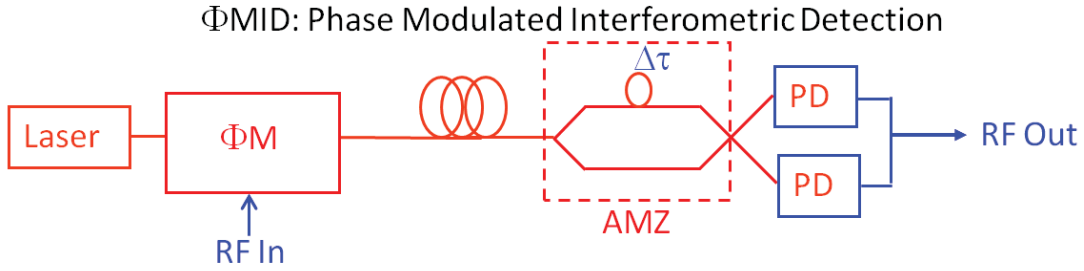 ΦMID: Phase Modulated Interferometric Detection
Δτ
Laser
ΦM
PD
RF Out
PD
AMZ
RF In